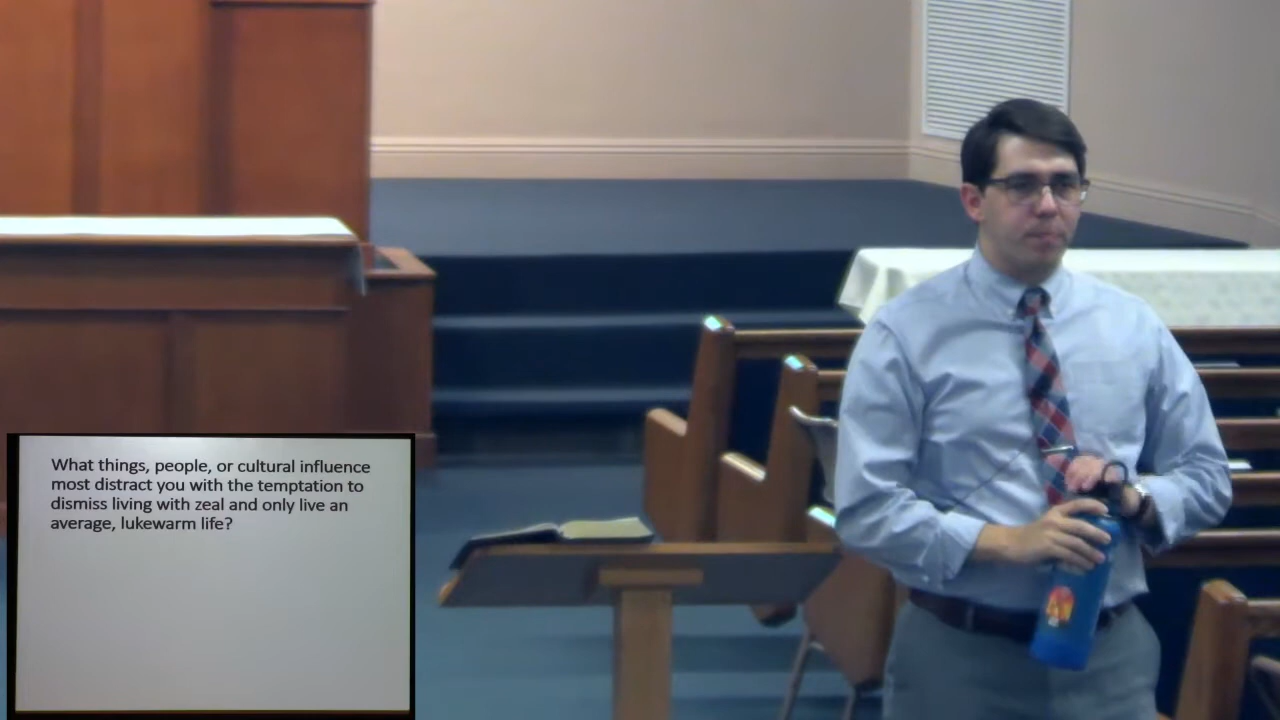 What things, people, or cultural influence
most distract you with the temptation to
dismiss living with zeal and only live an
average, lukewarm life?